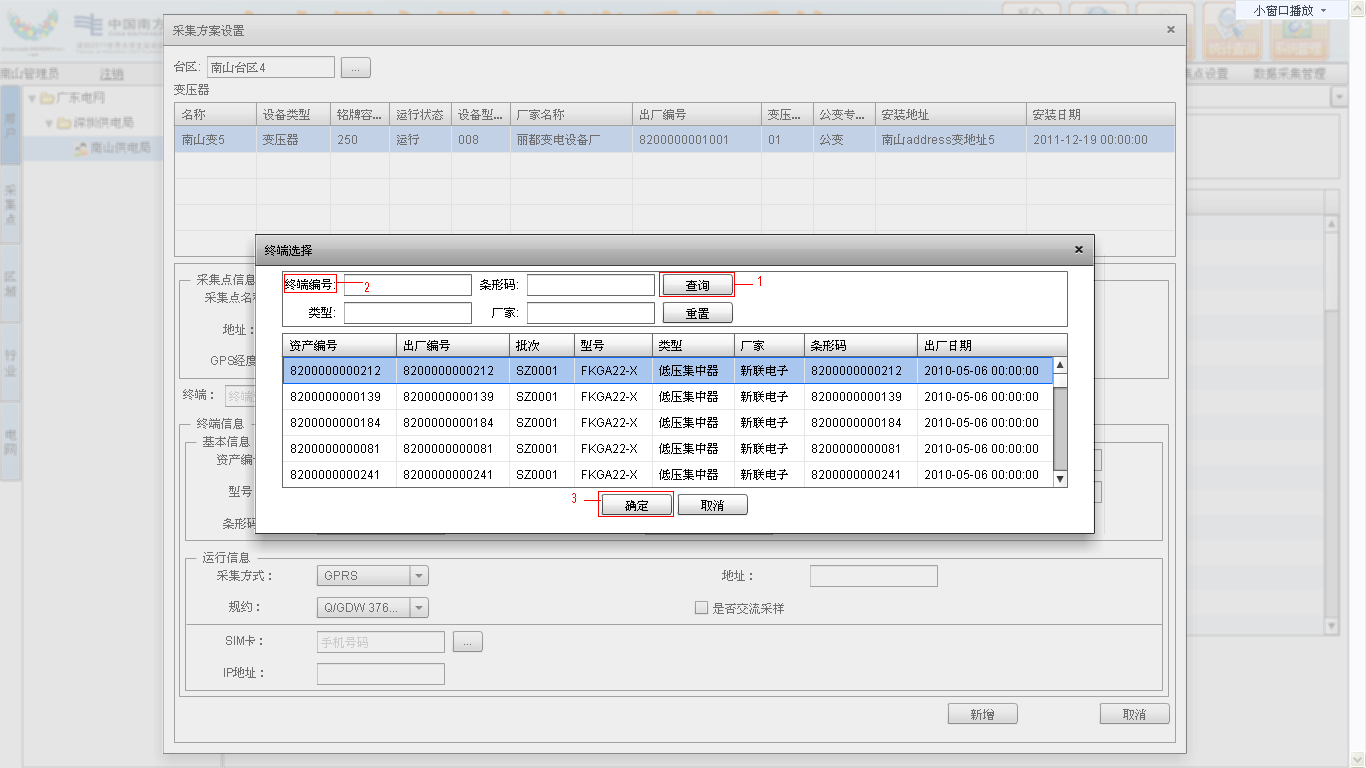 小窗口播放
中国南方
南山管理员 注销
集点设置 数据采集管理
用户
采集点
区域
行业
电网
广东电网
深圳供电局
南山供电局
采集方案设置
台区: 南山台区4 ...
变压器
名称 设备类型 铭牌容... 运行状态 设备型... 厂家名称 出厂编号 变压... 公变专... 安装地址 安装日期
南山变5 变压器 250 运行 008 丽都变电设备厂 8200000001001 01 公变 南山address变地址5 2011-12-19 00:00:00
采集点信息
采集点名称
地址：
GPS经度
终端： 终端
终端信息
基本信息
资产编
型号
条形码
终端选择
终端编号: 2 条形码: 查询 1
类型: 厂家: 重置
资产编号 出厂编号 批次 型号 类型 厂家 条形码 出厂日期
8200000000212 8200000000212 SZ0001 FKGA22-X 低压集中器 新联电子 8200000000212 2010-05-06 00:00:00
8200000000139 8200000000139 SZ0001 FKGA22-X 低压集中器 新联电子 8200000000139 2010-05-06 00:00:00
8200000000184 8200000000184 SZ0001 FKGA22-X 低压集中器 新联电子 8200000000184 2010-05-06 00:00:00
8200000000081 8200000000081 SZ0001 FKGA22-X 低压集中器 新联电子 8200000000081 2010-05-06 00:00:00
8200000000241 8200000000241 SZ0001 FKGA22-X 低压集中器 新联电子 8200000000241 2010-05-06 00:00:00
3 确定 取消
运行信息
采集方式： GPRS 地址：
规约： Q/GDW 376... 是否交流采样
SIM卡： 手机号码 ...
IP地址：
新增 取消